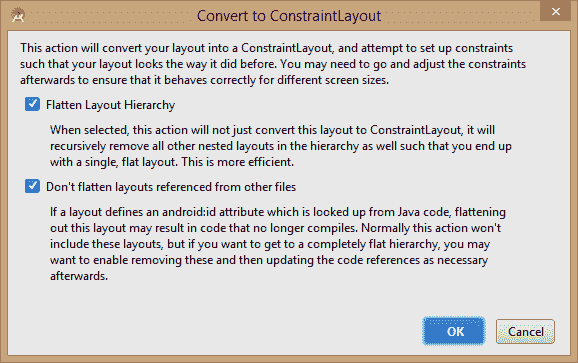 Convert to ConstraintLayout
This action will convert your layout into a ConstraintLayout, and attempt to set up constraints
such that your layout looks the way it did before. You may need to go and adjust the constraints
afterwards to ensure that it behaves correctly for different screen sizes.
Flatten Layout Hierarchy
When selected, this action will not just convert this layout to ConstraintLayout, it will
recursively remove all other nested layouts in the hierarchy as well such that you end up
with a single, flat layout. This is more efficient.
Don't flatten layouts referenced from other files
If a layout defines an android:id attribute which is looked up from Java code, flattening
out this layout may result in code that no longer compiles. Normally this action won't
include these layouts, but if you want to get to a completely flat hierarchy, you may
want to enable removing these and then updating the code references as necessary
afterwards.
OK
Cancel